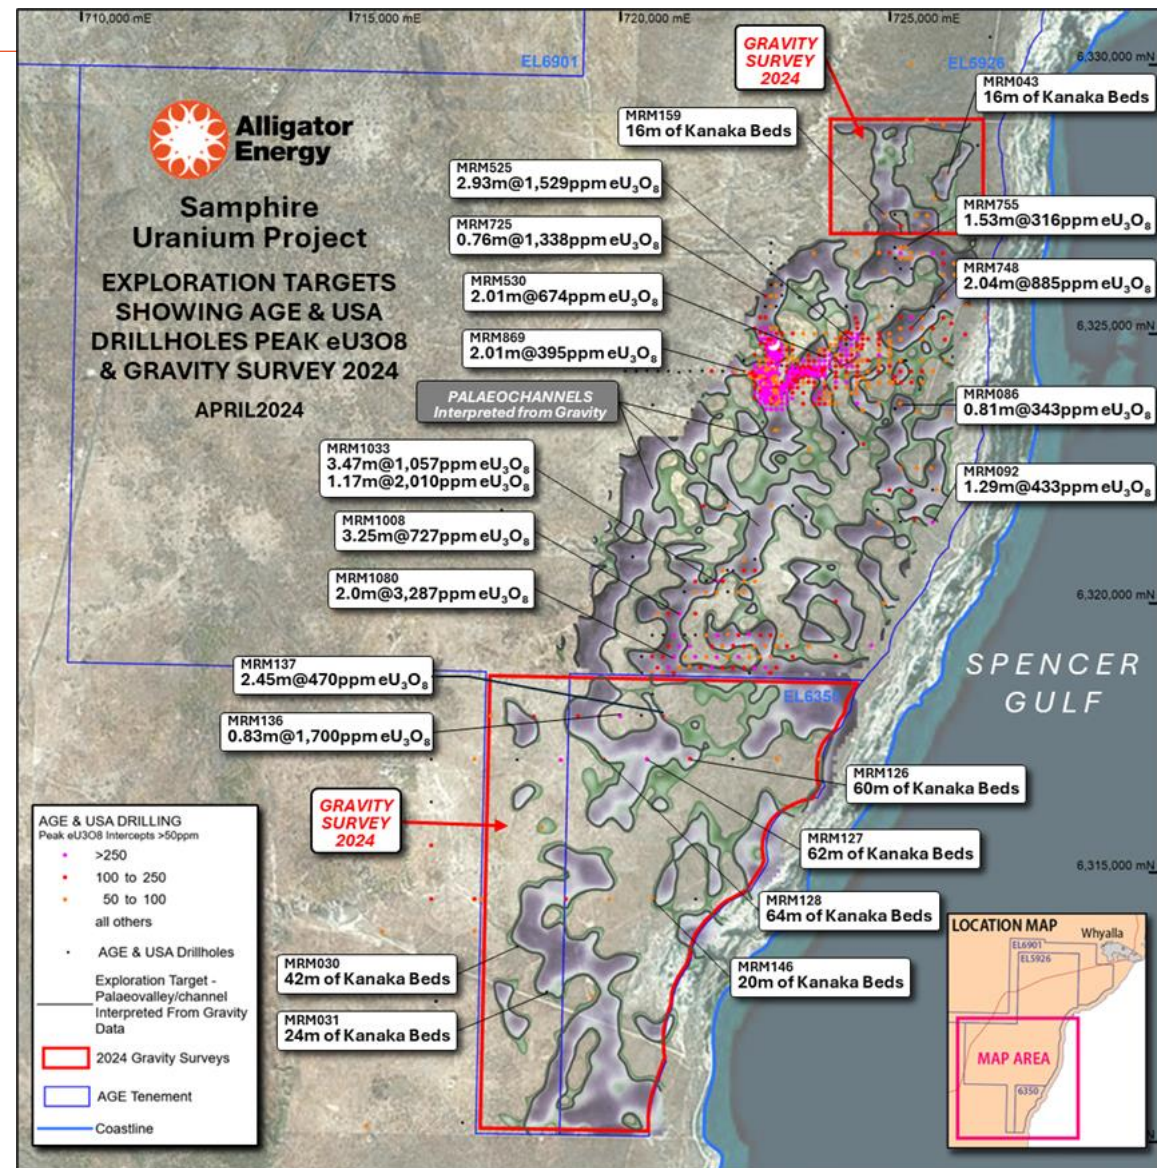 710,000 mE
715,000 mE
720,000 mE
725,000 mE
6,330,000 mN
6,325,000 mN
6,320,000 mN
6,315,000 mN
EL6901
EL5926
GRAVITY
SURVEY
2024
MRM043
16m of Kanaka Beds
MRM159
16m of Kanaka Beds
Alligator
Energy
Samphire
Uranium Project
EXPLORATION TARGETS
SHOWING AGE & USA
DRILLHOLES PEAK eU3O8
& GRAVITY SURVEY 2024
APRIL2024
MRM525
2.93m@1,529ppm eU₃O₈
MRM725
0.76m@1,338ppm eU₃O₈
MRM530
2.01m@674ppm eU₃O₈
MRM869
2.01m@395ppm eU₃O₈
MRM755
1.53m@316ppm eU₃O₈
MRM748
2.04m@885ppm eU₃O₈
PALAEOCHANNELS
Interpreted from Gravity
MRM086
0.81m@343ppm eU₃O₈
MRM092
1.29m@433ppm eU₃O₈
MRM1033
3.47m@1,057ppm eU₃O₈
1.17m@2,010ppm eU₃O₈
MRM1008
3.25m@727ppm eU₃O₈
MRM1080
2.0m@3,287ppm eU₃O₈
SPENCER
GULF
MRM137
2.45m@470ppm eU₃O₈
MRM136
0.83m@1,700ppm eU₃O₈
GRAVITY
SURVEY
2024
MRM126
60m of Kanaka Beds
MRM127
62m of Kanaka Beds
MRM128
64m of Kanaka Beds
MRM146
20m of Kanaka Beds
MRM030
42m of Kanaka Beds
MRM031
24m of Kanaka Beds
AGE & USA DRILLING
Peak eU3O8 Intercepts >50ppm
>250
100 to 250
50 to 100
all others
AGE & USA Drillholes
Exploration Target -
Palaeovalley/channel
Interpreted From Gravity
Data
2024 Gravity Surveys
AGE Tenement
Coastline
LOCATION MAP
Whyalla
EL6901
EL5926
MAP AREA
6350